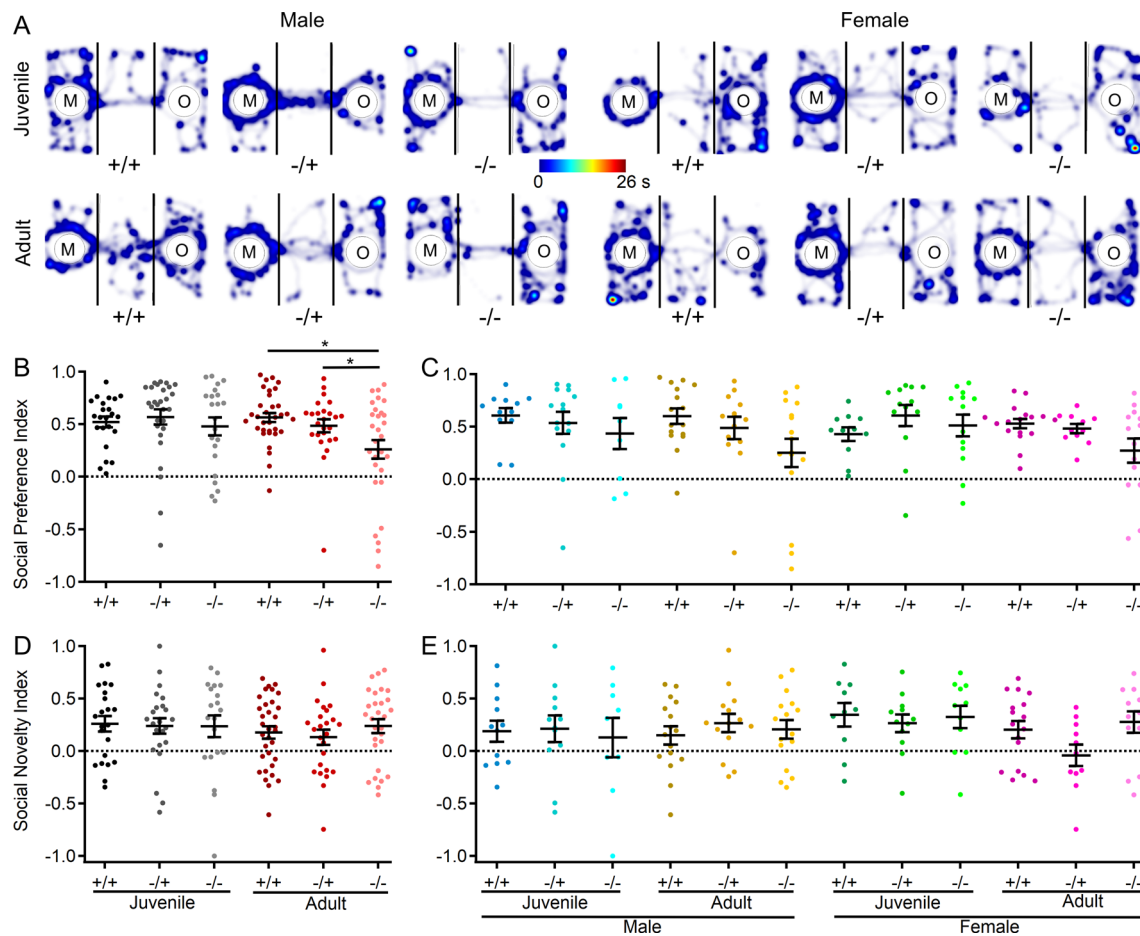 A Male Female
Juvenile M O M O M O M O M O M O
+/+ -/+ -/- +/+ -/+ -/-
0 26 s
Adult M O M O M O M O M O M O
+/+ -/+ -/- +/+ -/+ -/-
B * C
*
Social Preference Index
1.0 1.0
0.5 0.5
0.0 0.0
-0.5 -0.5
-1.0 -1.0
+/+ -/+ -/- +/+ -/+ -/- +/+ -/+ -/- +/+ -/+ -/- +/+ -/+ -/- +/+ -/+ -/-
D E
Social Novelty Index
1.0 1.0
0.5 0.5
0.0 0.0
-0.5 -0.5
-1.0 -1.0
+/+ -/+ -/- +/+ -/+ -/- +/+ -/+ -/- +/+ -/+ -/- +/+ -/+ -/- +/+ -/+ -/-
Juvenile Adult Juvenile Adult Juvenile Adult
Male Female